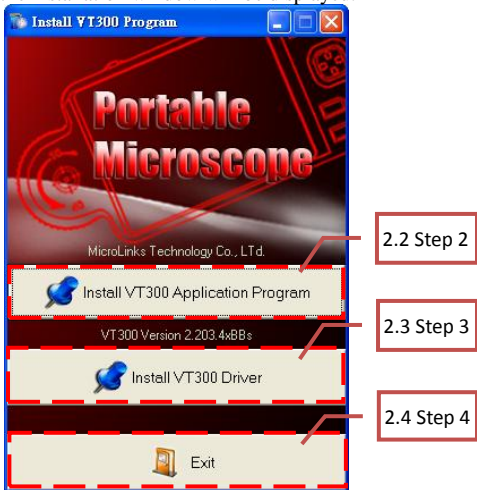 Install VT300 Program
Portable
Microscope
MicroLinks Technology Co., LTd.
2.2 Step 2
Install VT300 Application Program
VT300 Version 2.203.4xBBs
2.3 Step 3
Install VT300 Driver
2.4 Step 4
Exit